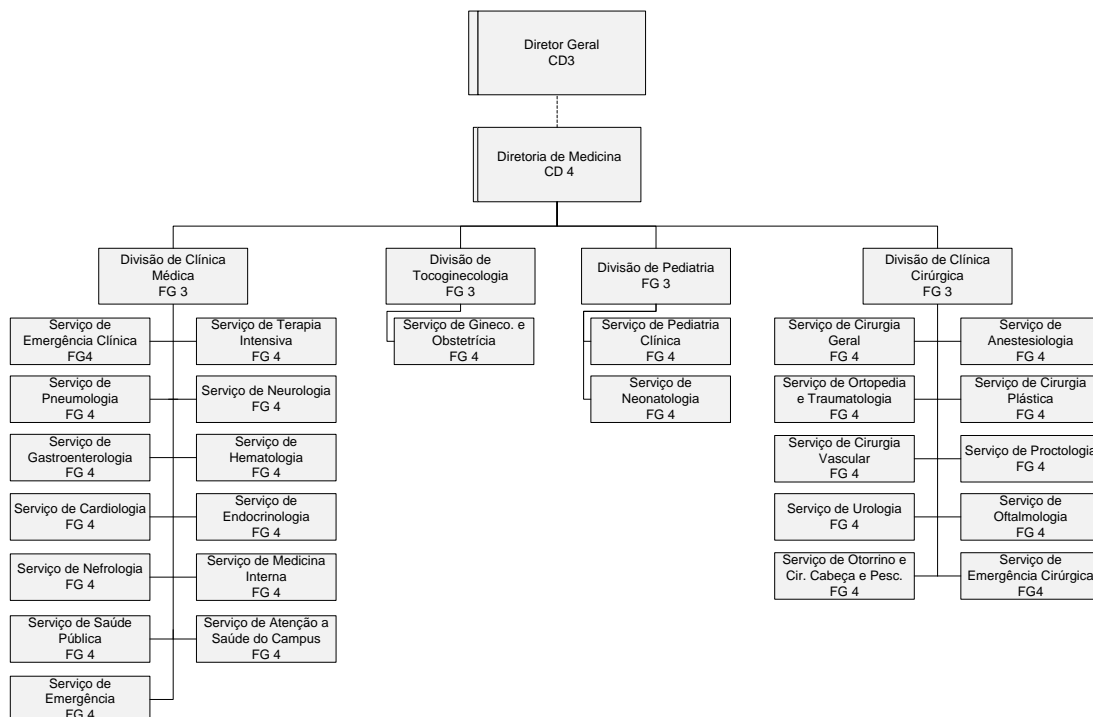 Diretor Geral
CD3
Diretoria de Medicina
CD 4
Divisão de Clínica
Médica
FG 3
Divisão de
Tocoginecologia
FG 3
Divisão de Pediatria
FG 3
Divisão de Clínica
Cirúrgica
FG 3
Serviço de
Emergência Clínica
FG4
Serviço de Terapia
Intensiva
FG 4
Serviço de Gineco. e
Obstetrícia
FG 4
Serviço de Pediatria
Clínica
FG 4
Serviço de Cirurgia
Geral
FG 4
Serviço de
Anestesiologia
FG 4
Serviço de
Pneumologia
FG 4
Serviço de Neurologia
FG 4
Serviço de
Neonatologia
FG 4
Serviço de Ortopedia
e Traumatologia
FG 4
Serviço de Cirurgia
Plástica
FG 4
Serviço de
Gastroenterologia
FG 4
Serviço de
Hematologia
FG 4
Serviço de Cirurgia
Vascular
FG 4
Serviço de Proctologia
FG 4
Serviço de Cardiologia
FG 4
Serviço de
Endocrinologia
FG 4
Serviço de Urologia
FG 4
Serviço de
Oftalmologia
FG 4
Serviço de Nefrologia
FG 4
Serviço de Medicina
Interna
FG 4
Serviço de Otorrino e
Cir. Cabeça e Pesc.
FG 4
Serviço de
Emergência Cirúrgica
FG4
Serviço de Saúde
Pública
FG 4
Serviço de Atenção a
Saúde do Campus
FG 4
Serviço de
Emergência
FG 4